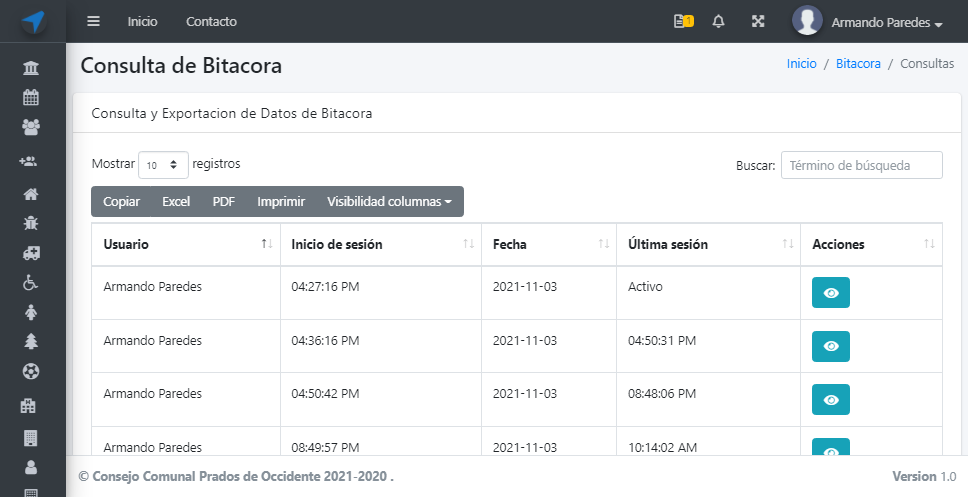 Inicio Contacto 1 Armando Paredes
Consulta de Bitacora Inicio / Bitacora / Consultas
Consulta y Exportacion de Datos de Bitacora
Mostrar 10 registros Buscar: Término de búsqueda
Copiar Excel PDF Imprimir Visibilidad columnas
Usuario Inicio de sesión Fecha Última sesión Acciones
Armando Paredes 04:27:16 PM 2021-11-03 Activo
Armando Paredes 04:36:16 PM 2021-11-03 04:50:31 PM
Armando Paredes 04:50:42 PM 2021-11-03 08:48:06 PM
Armando Paredes 08:49:57 PM 2021-11-03 10:14:02 AM
© Consejo Comunal Prados de Occidente 2021-2020 . Version 1.0